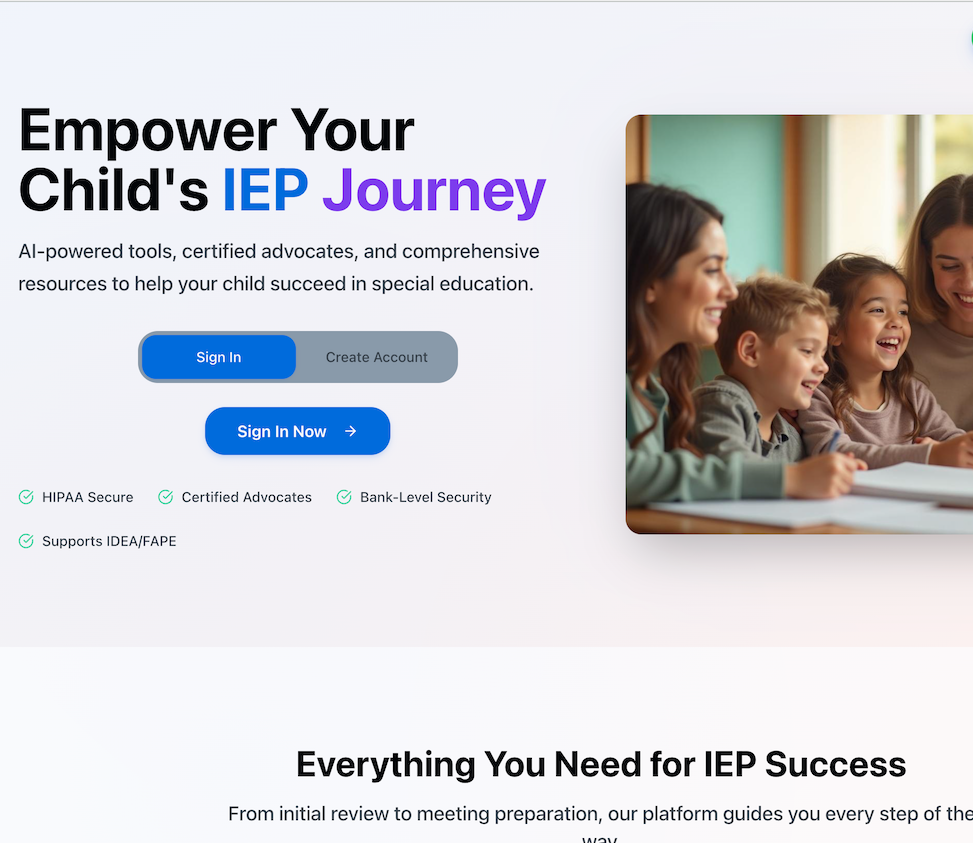 Empower Your
Child's IEP Journey
AI-powered tools, certified advocates, and comprehensive
resources to help your child succeed in special education.
Sign In
Create Account
Sign In Now
HIPAA Secure
Certified Advocates
Bank-Level Security
Supports IDEA/FAPE
Everything You Need for IEP Success
From initial review to meeting preparation, our platform guides you every step of the
way